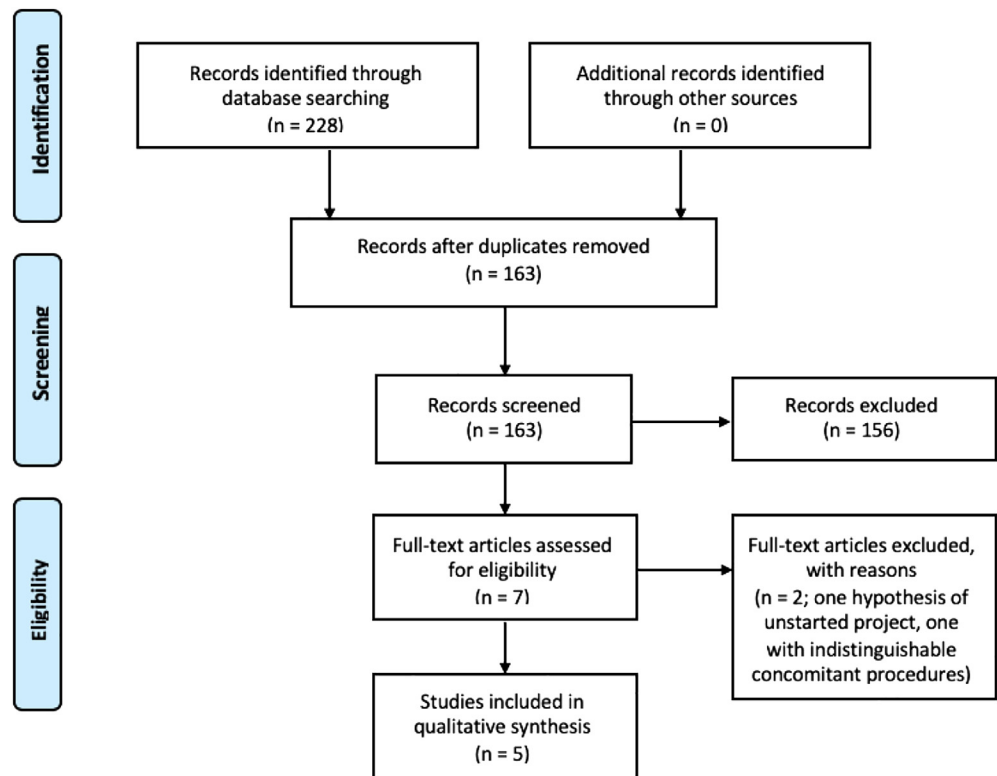 Identification
Records identified through
database searching
(n = 228)
Additional records identified
through other sources
(n = 0)
Records after duplicates removed
(n = 163)
Screening
Records screened
(n = 163)
Records excluded
(n = 156)
Eligibility
Full-text articles assessed
for eligibility
(n = 7)
Full-text articles excluded,
with reasons
(n = 2; one hypothesis of
unstarted project, one
with indistinguishable
concomitant procedures)
Studies included in
qualitative synthesis
(n = 5)